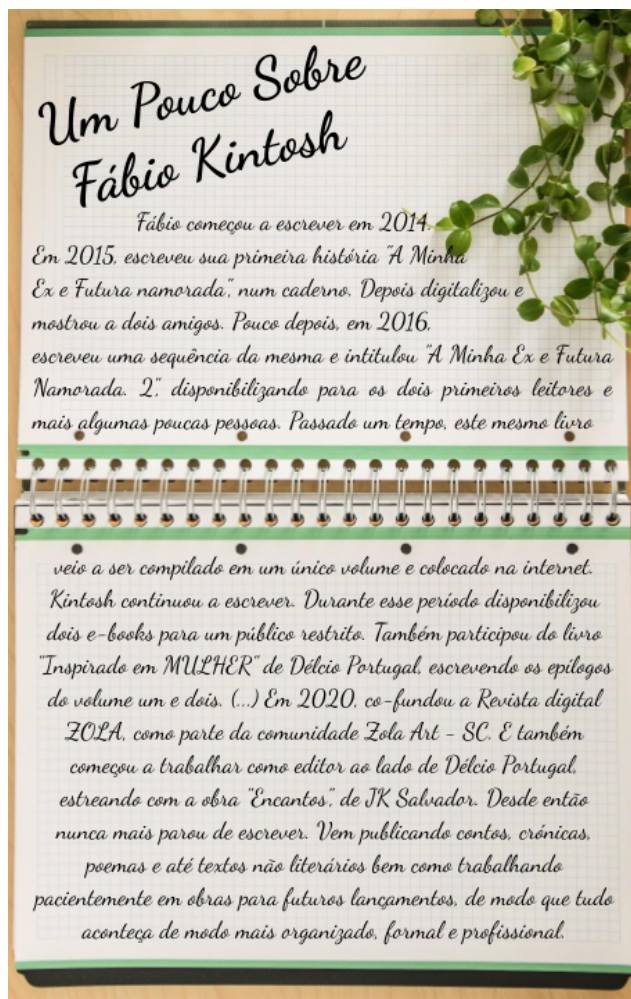 Um Pouco Sobre
Fábio Kintosh
Fábio começou a escrever em 2014.
Em 2015, escreveu sua primeira história "A Minha
Ex e Futura namorada", num caderno. Depois digitalizou e
mostrou a dois amigos. Pouco depois, em 2016,
escreveu uma sequência da mesma e intitulou "A Minha Ex e Futura
Namorada. 2", disponibilizando para os dois primeiros leitores e
mais algumas poucas pessoas. Passado um tempo, este mesmo livro
veio a ser compilado em um único volume e colocado na internet.
Kintosh continuou a escrever. Durante esse período disponibilizou
dois e-books para um público restrito. Também participou do livro
"Inspirado em MULHER" de Délcio Portugal, escrevendo os epílogos
do volume um e dois. (...) Em 2020, co-fundou a Revista digital
ZOLA, como parte da comunidade Zola Art - SC. E também
começou a trabalhar como editor ao lado de Délcio Portugal,
estreando com a obra "Encantos", de JK Salvador. Desde então
nunca mais parou de escrever. Vem publicando contos, crónicas,
poemas e até textos não literários bem como trabalhando
pacientemente em obras para futuros lançamentos, de modo que tudo
aconteça de modo mais organizado, formal e profissional.